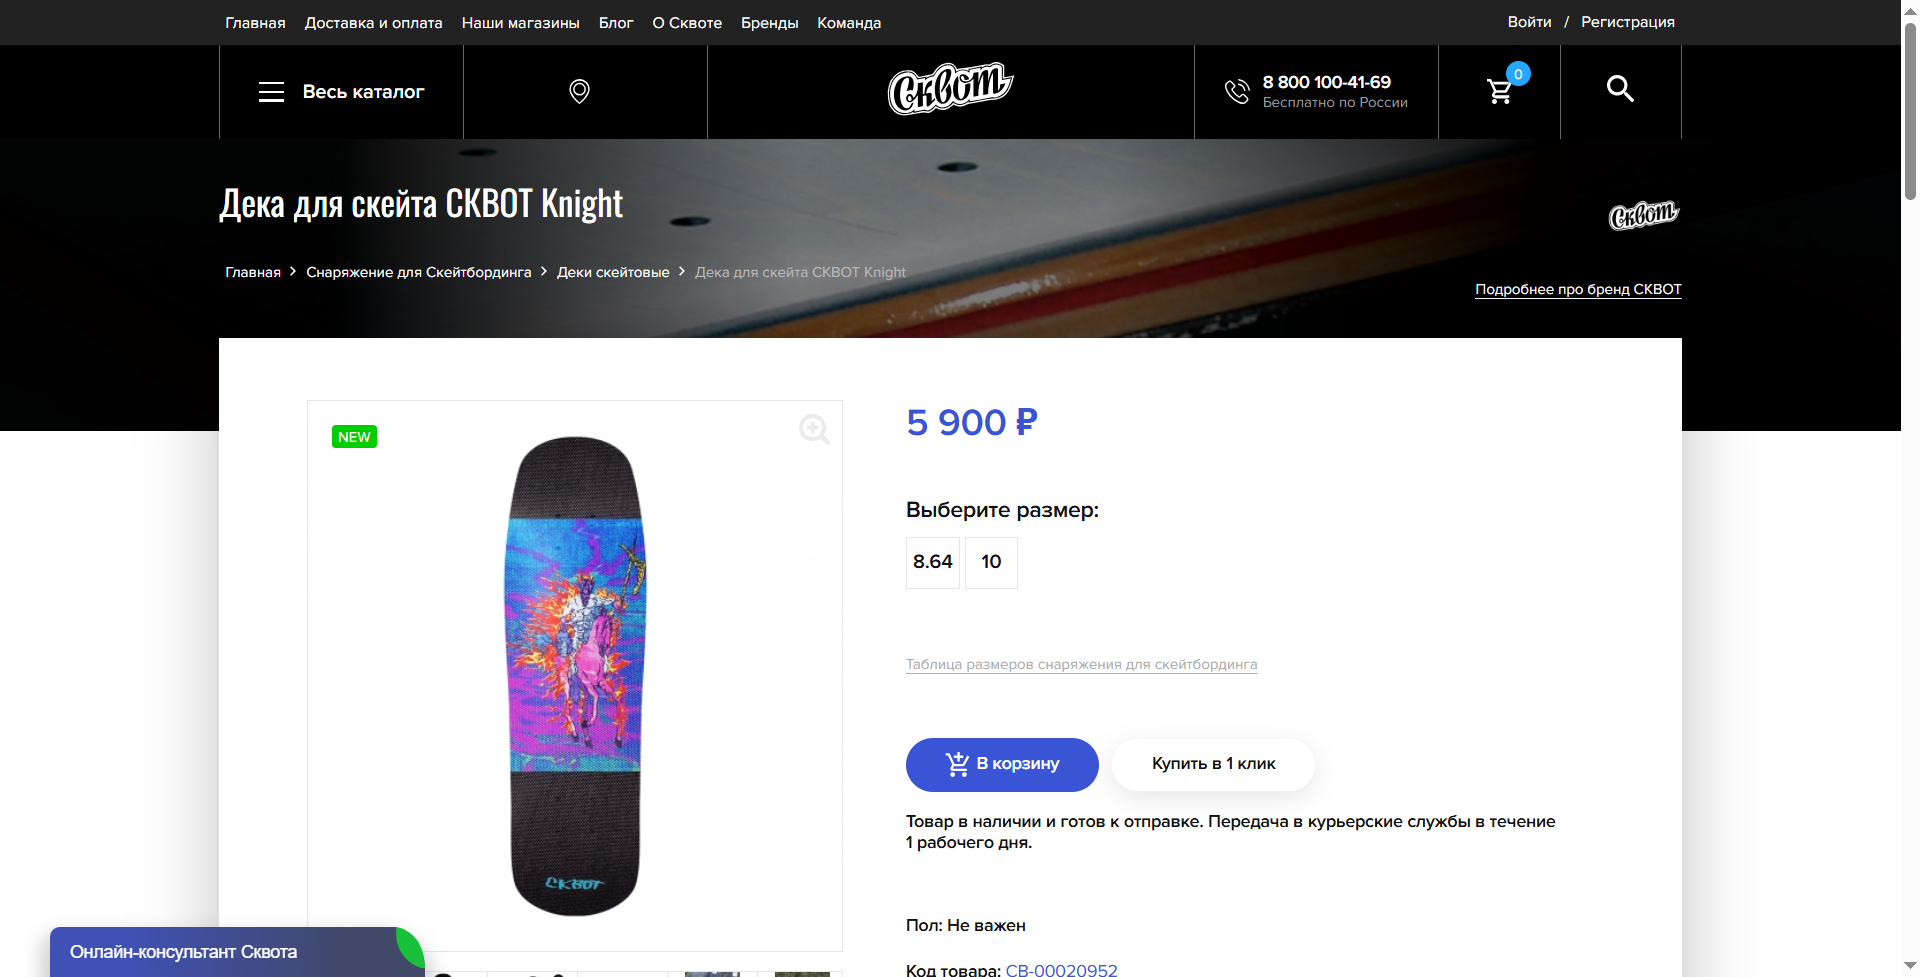 Главная Доставка и оплата Наши магазины Блог О Сквоте Бренды Команда
Войти / Регистрация
Весь каталог
Сквот
8 800 100-41-69
Бесплатно по России
0
Дека для скейта СКВОТ Knight
Сквот
Главная > Снаряжение для Скейтбординга > Деки скейтовые > Дека для скейта СКВОТ Knight
Подробнее про бренд СКВОТ
NEW
СКВОТ
5 900 ₽
Выберите размер:
8.64 10
Таблица размеров снаряжения для скейтбординга
В корзину
Купить в 1 клик
Товар в наличии и готов к отправке. Передача в курьерские службы в течение
1 рабочего дня.
Пол: Не важен
Код товара: СВ-00020952
Онлайн-консультант Сквота